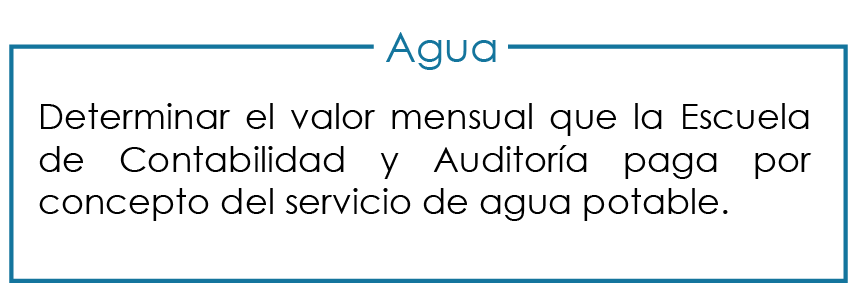 Agua
Determinar el valor mensual que la Escuela
de Contabilidad y Auditoría paga por
concepto del servicio de agua potable.